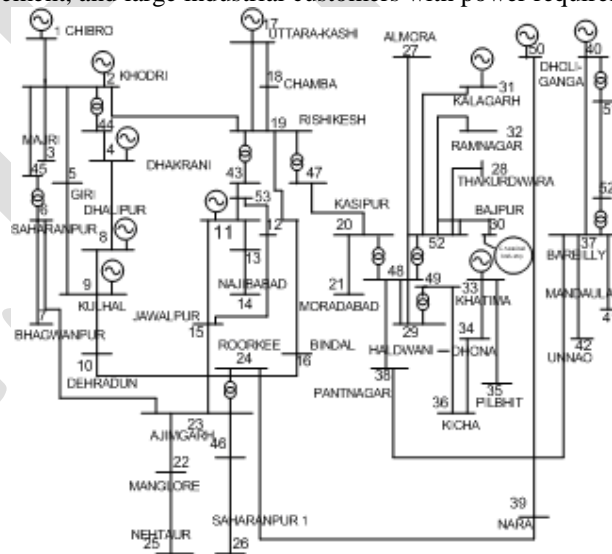 ement, and large industrial customers with power require
1 CHIBRO
17
UTTARA-KASHI
ALMORA
27
50
40
DHOLI-
GANGA
2
KHODRI
18
CHAMBA
31
KALAGARH
5
44
4
19
RISHIKESH
32
RAMNAGAR
MAJRI
3
45
5
GIRI
DHAKRANI
43
47
28
THAKURDWARA
52
6
SAHARANPUR
DHALIPUR
53
KASIPUR
BAJPUR
11
12
20
52
30
37
BAREILLY
8
13
NAJIBABAD
14
21
MORADABAD
48
49
33
KHATIMA
MANDAULA
4
9
KULHAL
7
BHAGWANPUR
JAWALPUR
15
ROORKEE
24
BINDAL
16
29
HALDWANI
DHONA
34
42
UNNAO
10
DEHRADUN
38
PANTNAGAR
36
KICHA
35
PILBHIT
23
AJIMGARH
46
22
MANGLORE
NEHTAUR
25
SAHARANPUR 1
26
39
NARA